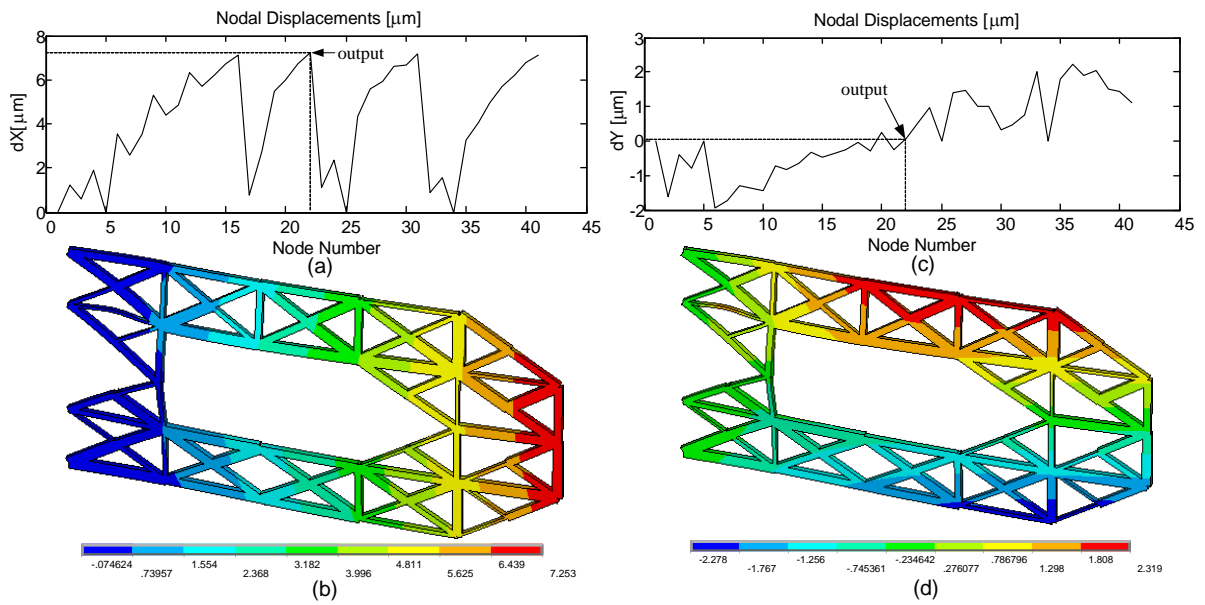 Nodal Displacements [μm]
8
6
4
2
0
dX[μm]
output
0 5 10 15 20 25 30 35 40 45
Node Number
(a)
Nodal Displacements [μm]
3
2
1
0
-1
-2
dY [μm]
output
0 5 10 15 20 25 30 35 40 45
Node Number
(c)
-.074624 .73957 1.554 2.368 3.182 3.996 4.811 5.625 6.439 7.253
(b)
-2.278 -1.767 -1.256 -.745361 -.234642 .276077 .786796 1.298 1.808 2.319
(d)